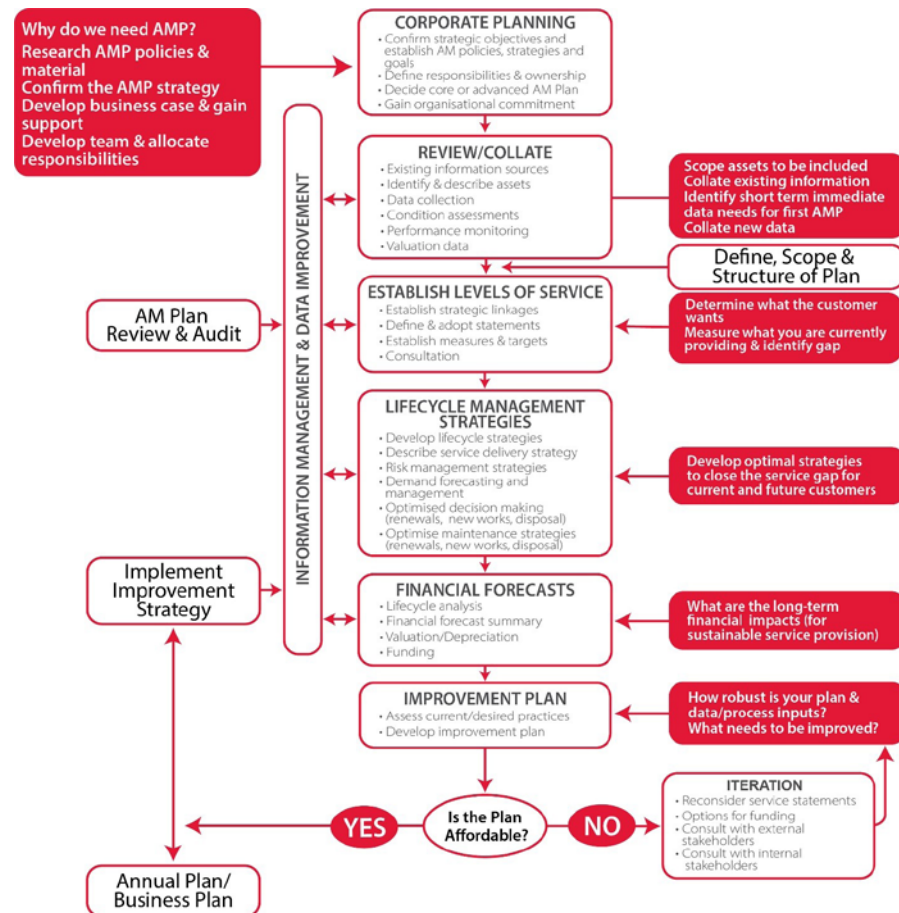 Why do we need AMP?
Research AMP policies &
material
Confirm the AMP strategy
Develop business case & gain
support
Develop team & allocate
responsibilities
CORPORATE PLANNING
• Confirm strategic objectives and
establish AM policies, strategies and
goals
• Define responsibilities & ownership
• Decide core or advanced AM Plan
• Gain organisational commitment
REVIEW/COLLATE
• Existing information sources
• Identify & describe assets
• Data collection
• Condition assessments
• Performance monitoring
• Valuation data
Scope assets to be included
Collate existing information
Identify short term immediate
data needs for first AMP
Collate new data
Define, Scope &
Structure of Plan
INFORMATION MANAGEMENT & DATA IMPROVEMENT
AM Plan
Review & Audit
ESTABLISH LEVELS OF SERVICE
• Establish strategic linkages
• Define & adopt statements
• Establish measures & targets
• Consultation
Determine what the customer
wants
Measure what you are currently
providing & identify gap
LIFECYCLE MANAGEMENT
STRATEGIES
• Develop lifecycle strategies
• Describe service delivery strategy
• Risk management strategies
• Demand forecasting and
management
• Optimised decision making
(renewals, new works, disposal)
• Optimise maintenance strategies
(renewals, new works, disposal)
Develop optimal strategies
to close the service gap for
current and future customers
Implement
Improvement
Strategy
FINANCIAL FORECASTS
• Lifecycle analysis
• Financial forecast summary
• Valuation/Depreciation
• Funding
What are the long-term
financial impacts (for
sustainable service provision)
IMPROVEMENT PLAN
• Assess current/desired practices
• Develop improvement plan
How robust is your plan &
data/process inputs?
What needs to be improved?
Is the Plan
Affordable?
YES
NO
ITERATION
• Reconsider service statements
• Options for funding
• Consult with external
stakeholders
• Consult with internal
stakeholders
Annual Plan/
Business Plan